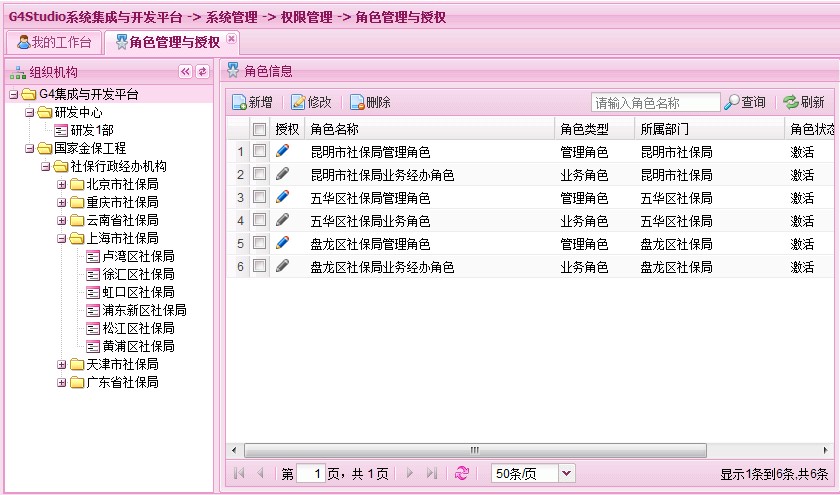 G4Studio系统集成与开发平台 -> 系统管理 -> 权限管理 -> 角色管理与授权
我的工作台 角色管理与授权
组织机构
G4集成与开发平台
研发中心
研发1部
国家金保工程
社保行政经办机构
北京市社保局
重庆市社保局
云南省社保局
上海市社保局
卢湾区社保局
徐汇区社保局
虹口区社保局
浦东新区社保局
松江区社保局
黄浦区社保局
天津市社保局
广东省社保局
角色信息
新增 修改 删除 请输入角色名称 查询 刷新
授权 角色名称 角色类型 所属部门 角色状态
1 昆明市社保局管理角色 管理角色 昆明市社保局 激活
2 昆明市社保局业务经办角色 业务角色 昆明市社保局 激活
3 五华区社保局管理角色 管理角色 五华区社保局 激活
4 五华区社保局业务角色 业务角色 五华区社保局 激活
5 盘龙区社保局管理角色 管理角色 盘龙区社保局 激活
6 盘龙区社保局业务经办角色 业务角色 盘龙区社保局 激活
第 1 页，共 1 页 50条/页 显示1条到6条,共6条